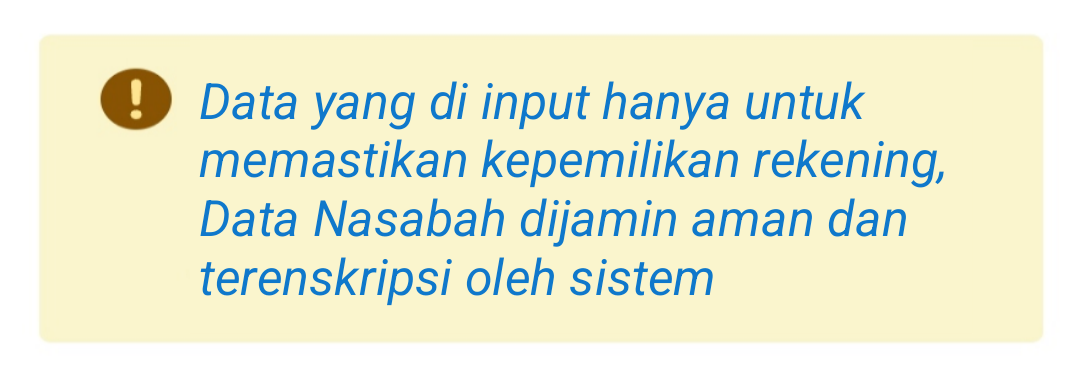 Data yang di input hanya untuk
memastikan kepemilikan rekening,
Data Nasabah dijamin aman dan
terenskripsi oleh sistem